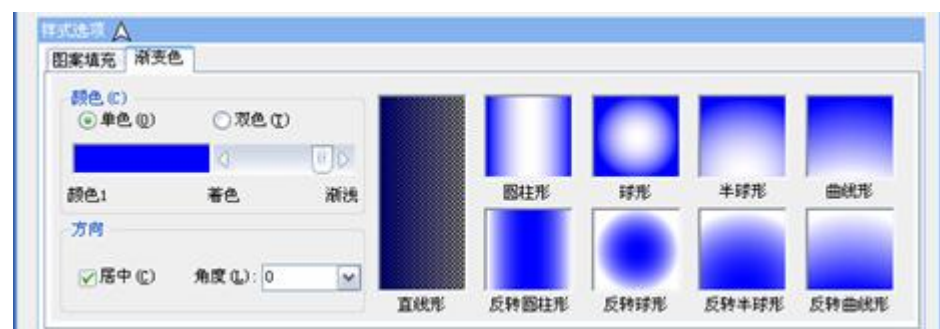 样式选项
图案填充 渐变色
颜色(C)
单色(O) 双色(T)
颜色1 着色 渐浅
方向
居中(C) 角度(L): 0
圆柱形 球形 半球形 曲线形
直线形 反转圆柱形 反转球形 反转半球形 反转曲线形